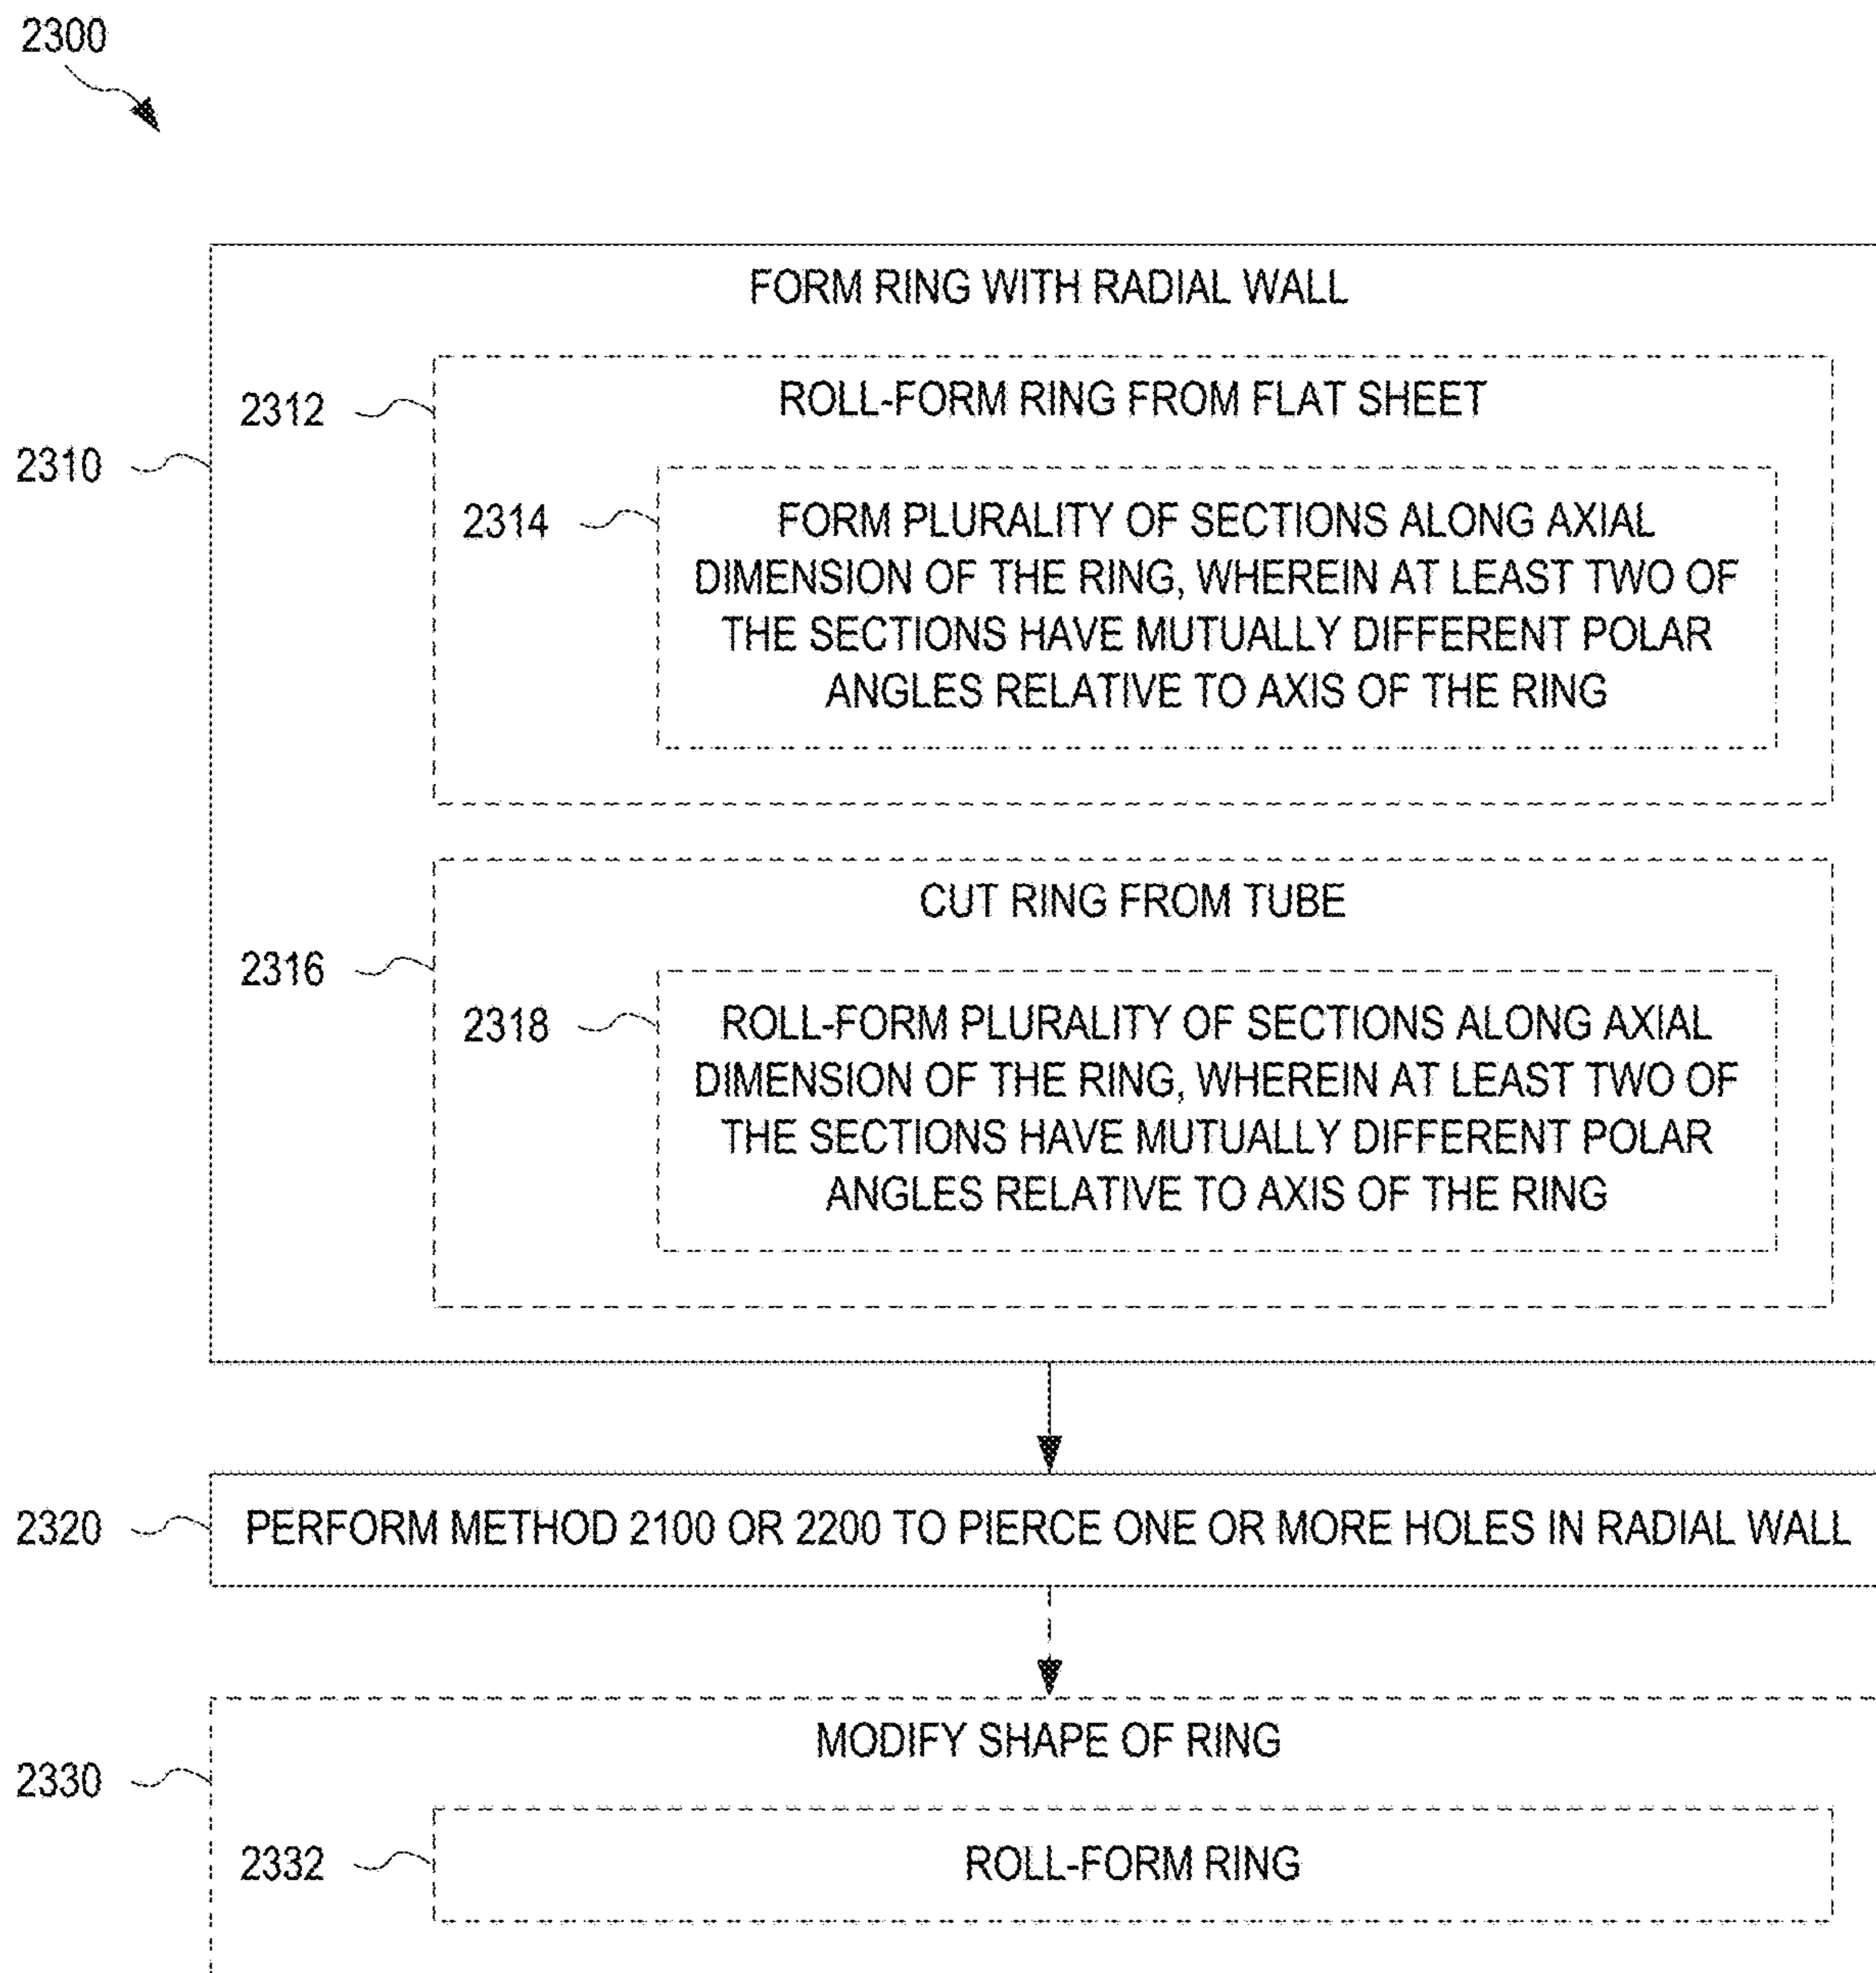 2300
FORM RING WITH RADIAL WALL
2312
ROLL-FORM RING FROM FLAT SHEET
2310
2314
FORM PLURALITY OF SECTIONS ALONG AXIAL
DIMENSION OF THE RING, WHEREIN AT LEAST TWO OF
THE SECTIONS HAVE MUTUALLY DIFFERENT POLAR
ANGLES RELATIVE TO AXIS OF THE RING
CUT RING FROM TUBE
2316
2318
ROLL-FORM PLURALITY OF SECTIONS ALONG AXIAL
DIMENSION OF THE RING, WHEREIN AT LEAST TWO OF
THE SECTIONS HAVE MUTUALLY DIFFERENT POLAR
ANGLES RELATIVE TO AXIS OF THE RING
2320
PERFORM METHOD 2100 OR 2200 TO PIERCE ONE OR MORE HOLES IN RADIAL WALL
MODIFY SHAPE OF RING
2330
2332
ROLL-FORM RING